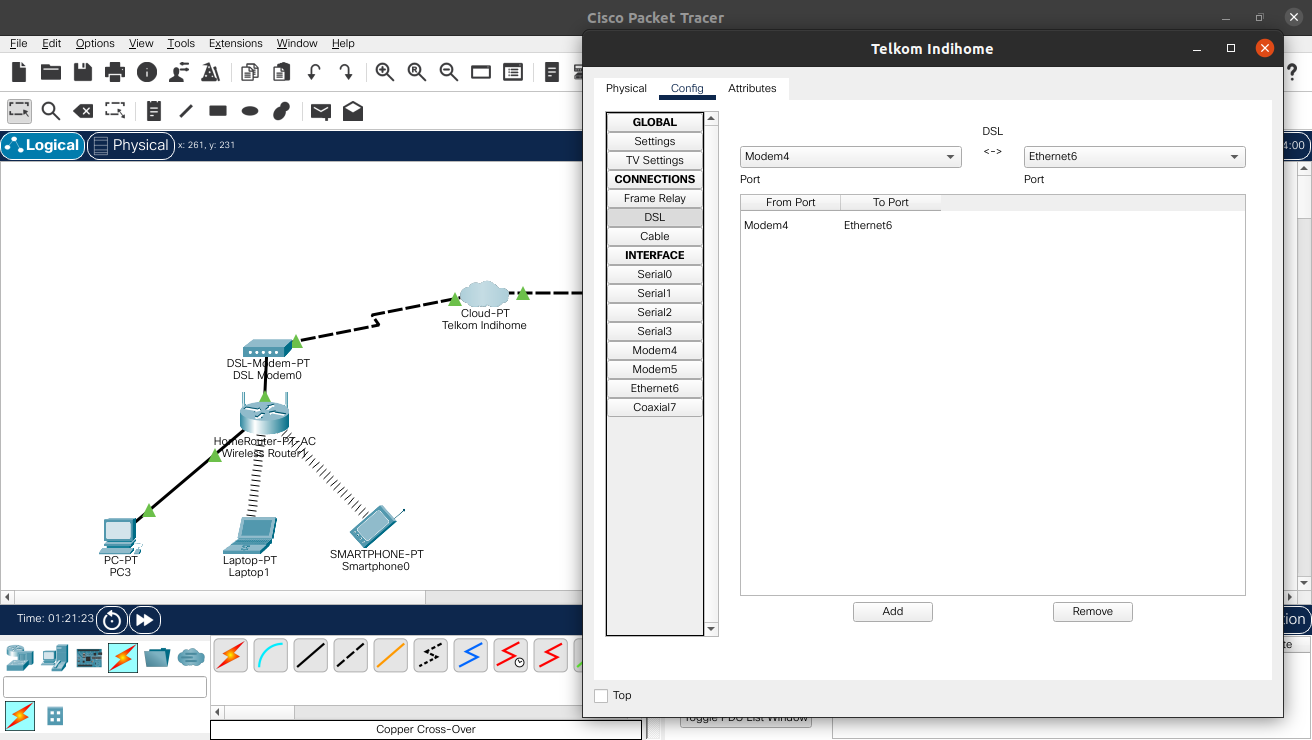 Cisco Packet Tracer
File Edit Options View Tools Extensions Window Help
Logical Physical x: 261, y: 231
Cloud-PT
Telkom Indihome
DSL-Modem-PT
DSL Modem0
HomeRouter-PT-AC
Wireless Router1
PC-PT
PC3
Laptop-PT
Laptop1
SMARTPHONE-PT
Smartphone0
Time: 01:21:23
Copper Cross-Over
Telkom Indihome
Physical Config Attributes
GLOBAL
Settings
TV Settings
CONNECTIONS
Frame Relay
DSL
Cable
INTERFACE
Serial0
Serial1
Serial2
Serial3
Modem4
Modem5
Ethernet6
Coaxial7
DSL
Modem4 <-> Ethernet6
Port Port
From Port To Port
Modem4 Ethernet6
Add Remove
Top
Toggle PDU List Window